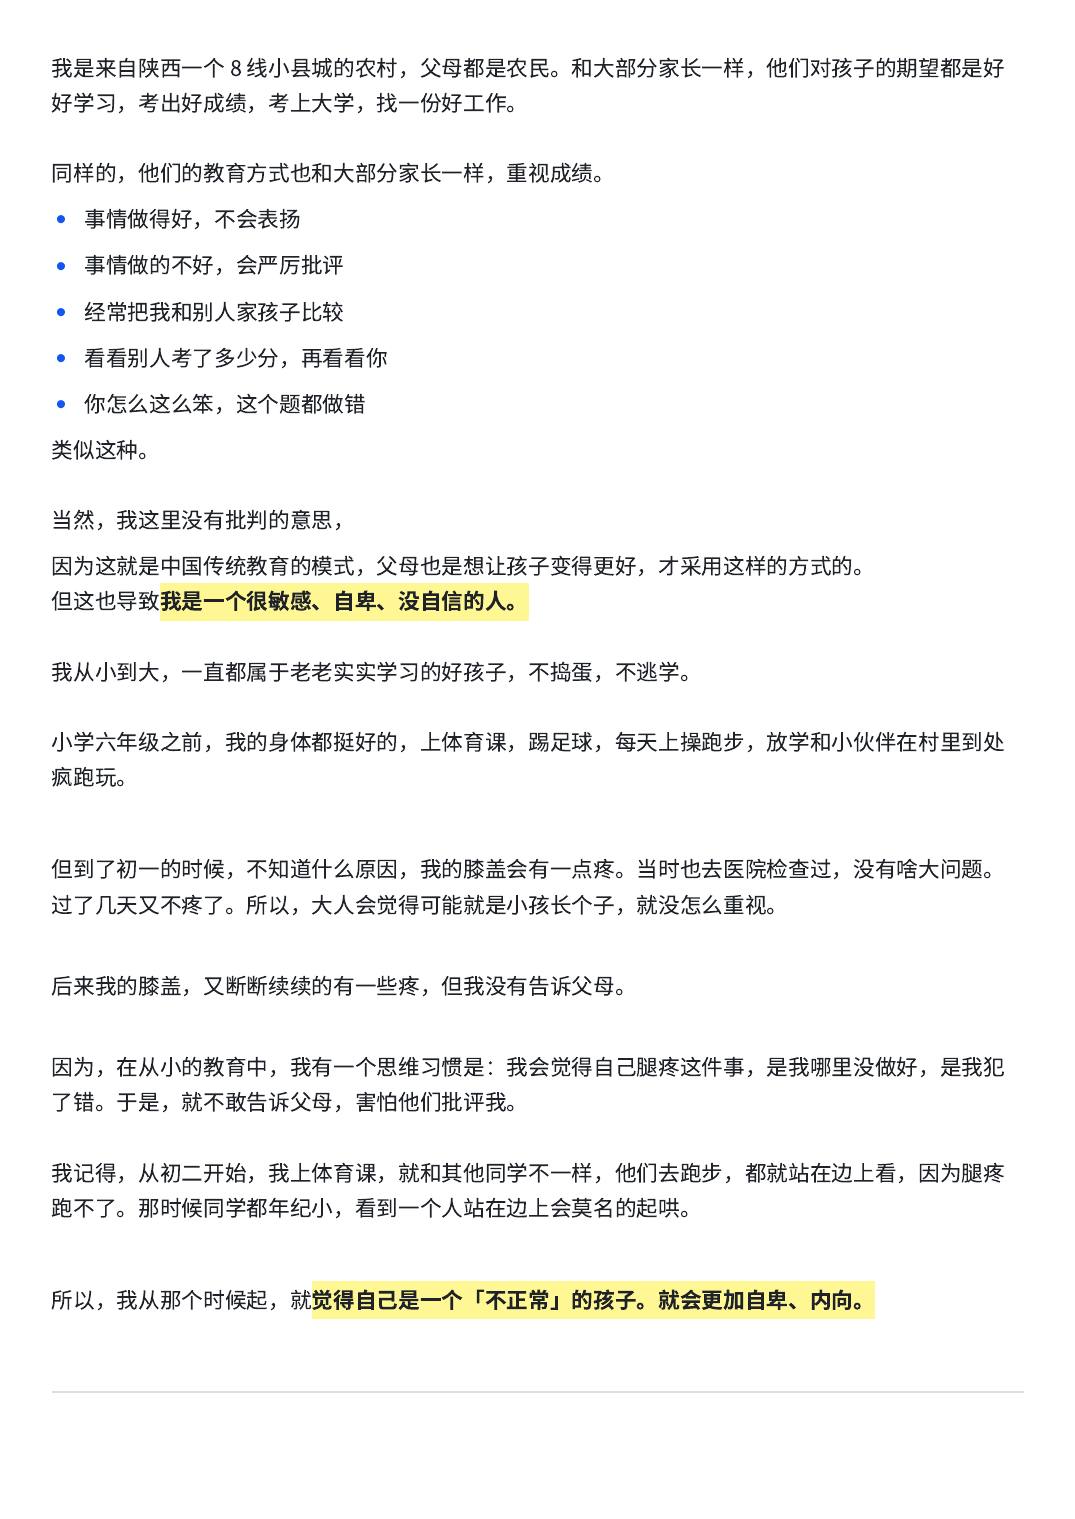 我是来自陕西一个 8 线小县城的农村，父母都是农民。和大部分家长一样，他们对孩子的期望都是好
好学习，考出好成绩，考上大学，找一份好工作。
同样的，他们的教育方式也和大部分家长一样，重视成绩。
• 事情做得好，不会表扬
• 事情做的不好，会严厉批评
• 经常把我和别人家孩子比较
• 看看别人考了多少分，再看看你
• 你怎么这么笨，这个题都做错
类似这种。
当然，我这里没有批判的意思，
因为这就是中国传统教育的模式，父母也是想让孩子变得更好，才采用这样的方式的。
但这也导致我是一个很敏感、自卑、没自信的人。
我从小到大，一直都属于老老实实学习的好孩子，不捣蛋，不逃学。
小学六年级之前，我的身体都挺好的，上体育课，踢足球，每天上操跑步，放学和小伙伴在村里到处
疯跑玩。
但到了初一的时候，不知道什么原因，我的膝盖会有一点疼。当时也去医院检查过，没有啥大问题。
过了几天又不疼了。所以，大人会觉得可能就是小孩长个子，就没怎么重视。
后来我的膝盖，又断断续续的有一些疼，但我没有告诉父母。
因为，在从小的教育中，我有一个思维习惯是：我会觉得自己腿疼这件事，是我哪里没做好，是我犯
了错。于是，就不敢告诉父母，害怕他们批评我。
我记得，从初二开始，我上体育课，就和其他同学不一样，他们去跑步，都就站在边上看，因为腿疼
跑不了。那时候同学都年纪小，看到一个人站在边上会莫名的起哄。
所以，我从那个时候起，就觉得自己是一个「不正常」的孩子。就会更加自卑、内向。